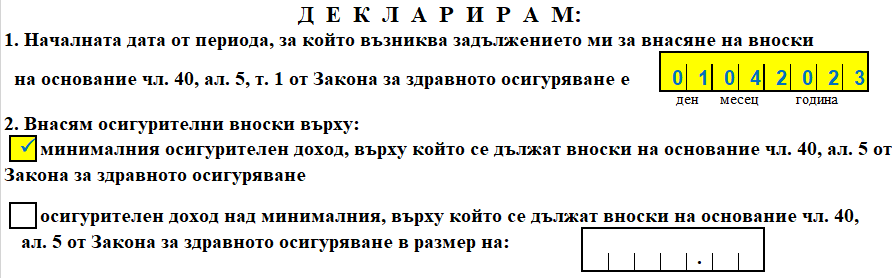 Д Е К Л А Р И Р А М:
1. Началната дата от периода, за който възниква задължението ми за внасяне на вноски
на основание чл. 40, ал. 5, т. 1 от Закона за здравното осигуряване е 0 1 0 4 2 0 2 3
ден месец година
2. Внасям осигурителни вноски върху:
✓ минималния осигурителен доход, върху който се дължат вноски на основание чл. 40, ал. 5 от
Закона за здравното осигуряване
осигурителен доход над минималния, върху който се дължат вноски на основание чл. 40,
ал. 5 от Закона за здравното осигуряване в размер на: .